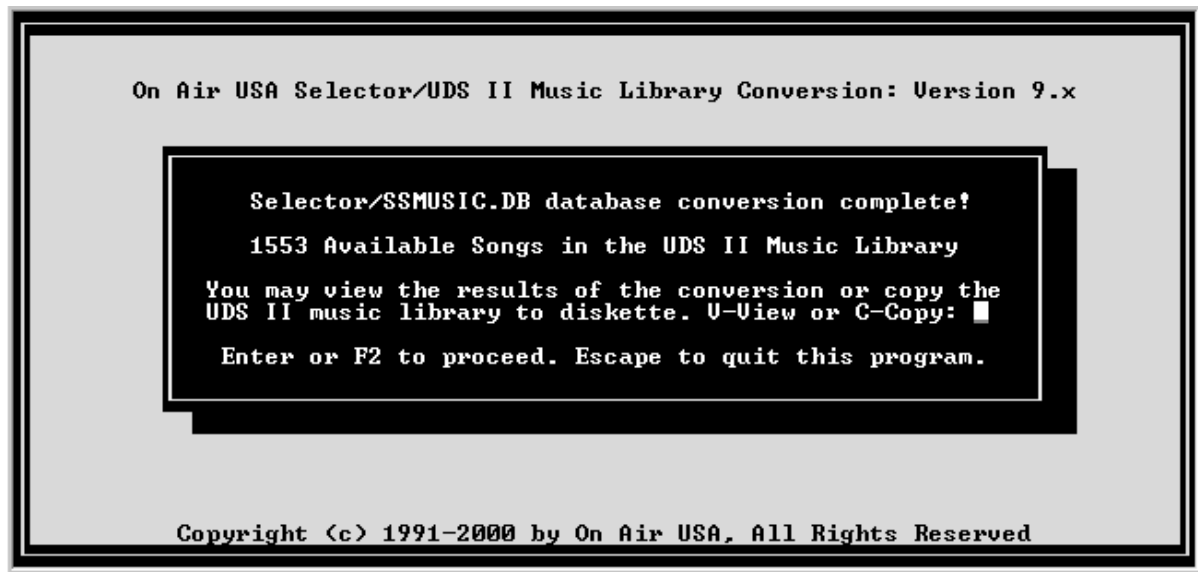 On Air USA Selector/UDS II Music Library Conversion: Version 9.x
Selector/SSMUSIC.DB database conversion complete!
1553 Available Songs in the UDS II Music Library
You may view the results of the conversion or copy the
UDS II music library to diskette. V-View or C-Copy:
Enter or F2 to proceed. Escape to quit this program.
Copyright (c) 1991-2000 by On Air USA, All Rights Reserved